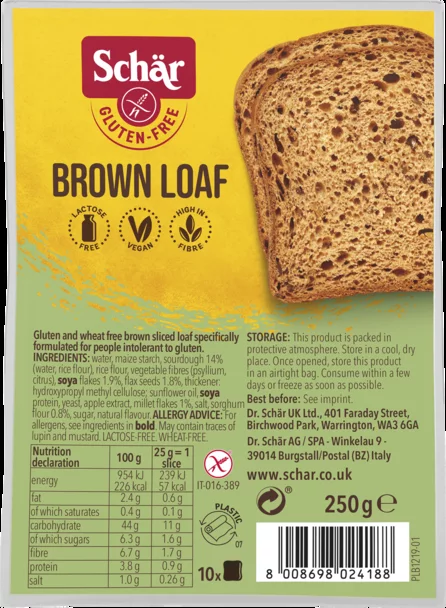 Schär
GLUTEN-FREE
BROWN LOAF
LACTOSE FREE
VEGAN
HIGH IN FIBRE
Gluten and wheat free brown sliced loaf specifically
formulated for people intolerant to gluten.
INGREDIENTS: water, maize starch, sourdough 14%
(water, rice flour), rice flour, vegetable fibres (psyllium,
citrus), soya flakes 1.9%, flax seeds 1.8%, thickener:
hydroxypropyl methyl cellulose; sunflower oil, soya
protein, yeast, apple extract, millet flakes 1%, salt, sorghum
flour 0.8%, sugar, natural flavour. ALLERGY ADVICE: For
allergens, see ingredients in bold. May contain traces of
lupin and mustard. LACTOSE-FREE. WHEAT-FREE.
STORAGE: This product is packed in
protective atmosphere. Store in a cool, dry
place. Once opened, store this product
in an airtight bag. Consume within a few
days or freeze as soon as possible.
Best before: See imprint.
Dr. Schär UK Ltd., 401 Faraday Street,
Birchwood Park, Warrington, WA3 6GA
Dr. Schär AG / SPA - Winkelau 9 -
39014 Burgstall/Postal (BZ) Italy
www.schar.co.uk
Nutrition declaration 100 g 25 g = 1 slice
energy 954 kJ 239 kJ
226 kcal 57 kcal
fat 2.4 g 0.6 g
of which saturates 0.4 g 0.1 g
carbohydrate 44 g 11 g
of which sugars 6.3 g 1.6 g
fibre 6.7 g 1.7 g
protein 3.8 g 0.9 g
salt 1.0 g 0.26 g
IT-016-389
PLASTIC
07
10x
®
250 g e
8 008698 024188
PLB1219-01